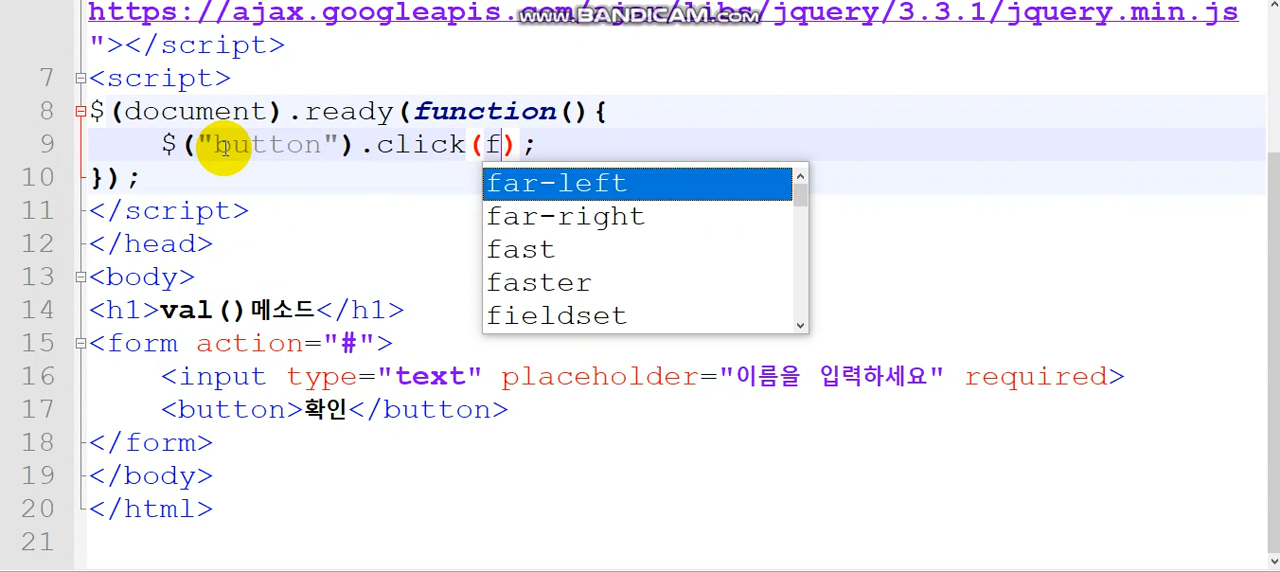 https://ajax.googleapis.com/ajax/libs/jquery/3.3.1/jquery.min.js
www.BANDICAM.com
"></script>
7 <script>
8 $(document).ready(function(){
9 $("button").click(f);
10 });
far-left
11 </script>
far-right
12 </head>
fast
13 <body>
faster
14 <h1>val()메소드</h1>
fieldset
15 <form action="#">
16 <input type="text" placeholder="이름을 입력하세요" required>
17 <button>확인</button>
18 </form>
19 </body>
20 </html>
21